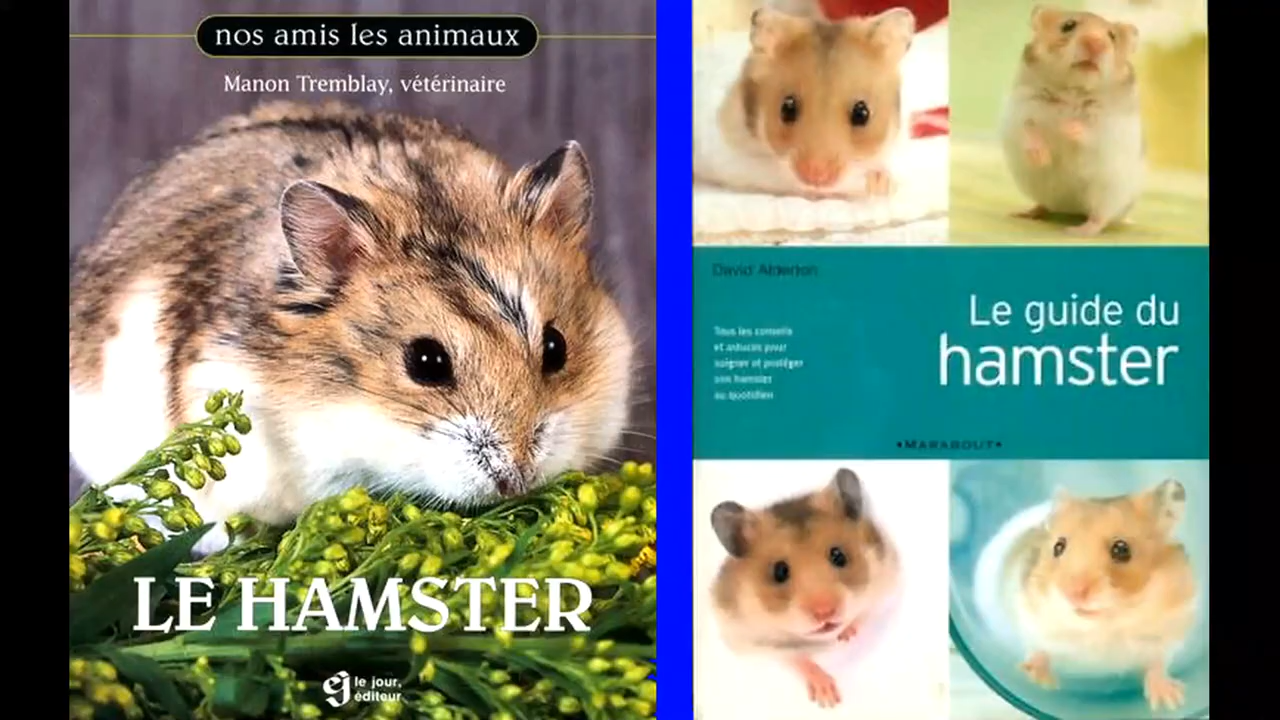 nos amis les animaux
Manon Tremblay, vétérinaire
LE HAMSTER
le jour,
éditeur
David Alderton
Le guide du
hamster
Tous les conseils
et astuces pour
soigner et protéger
son hamster
au quotidien
•MARABOUT•